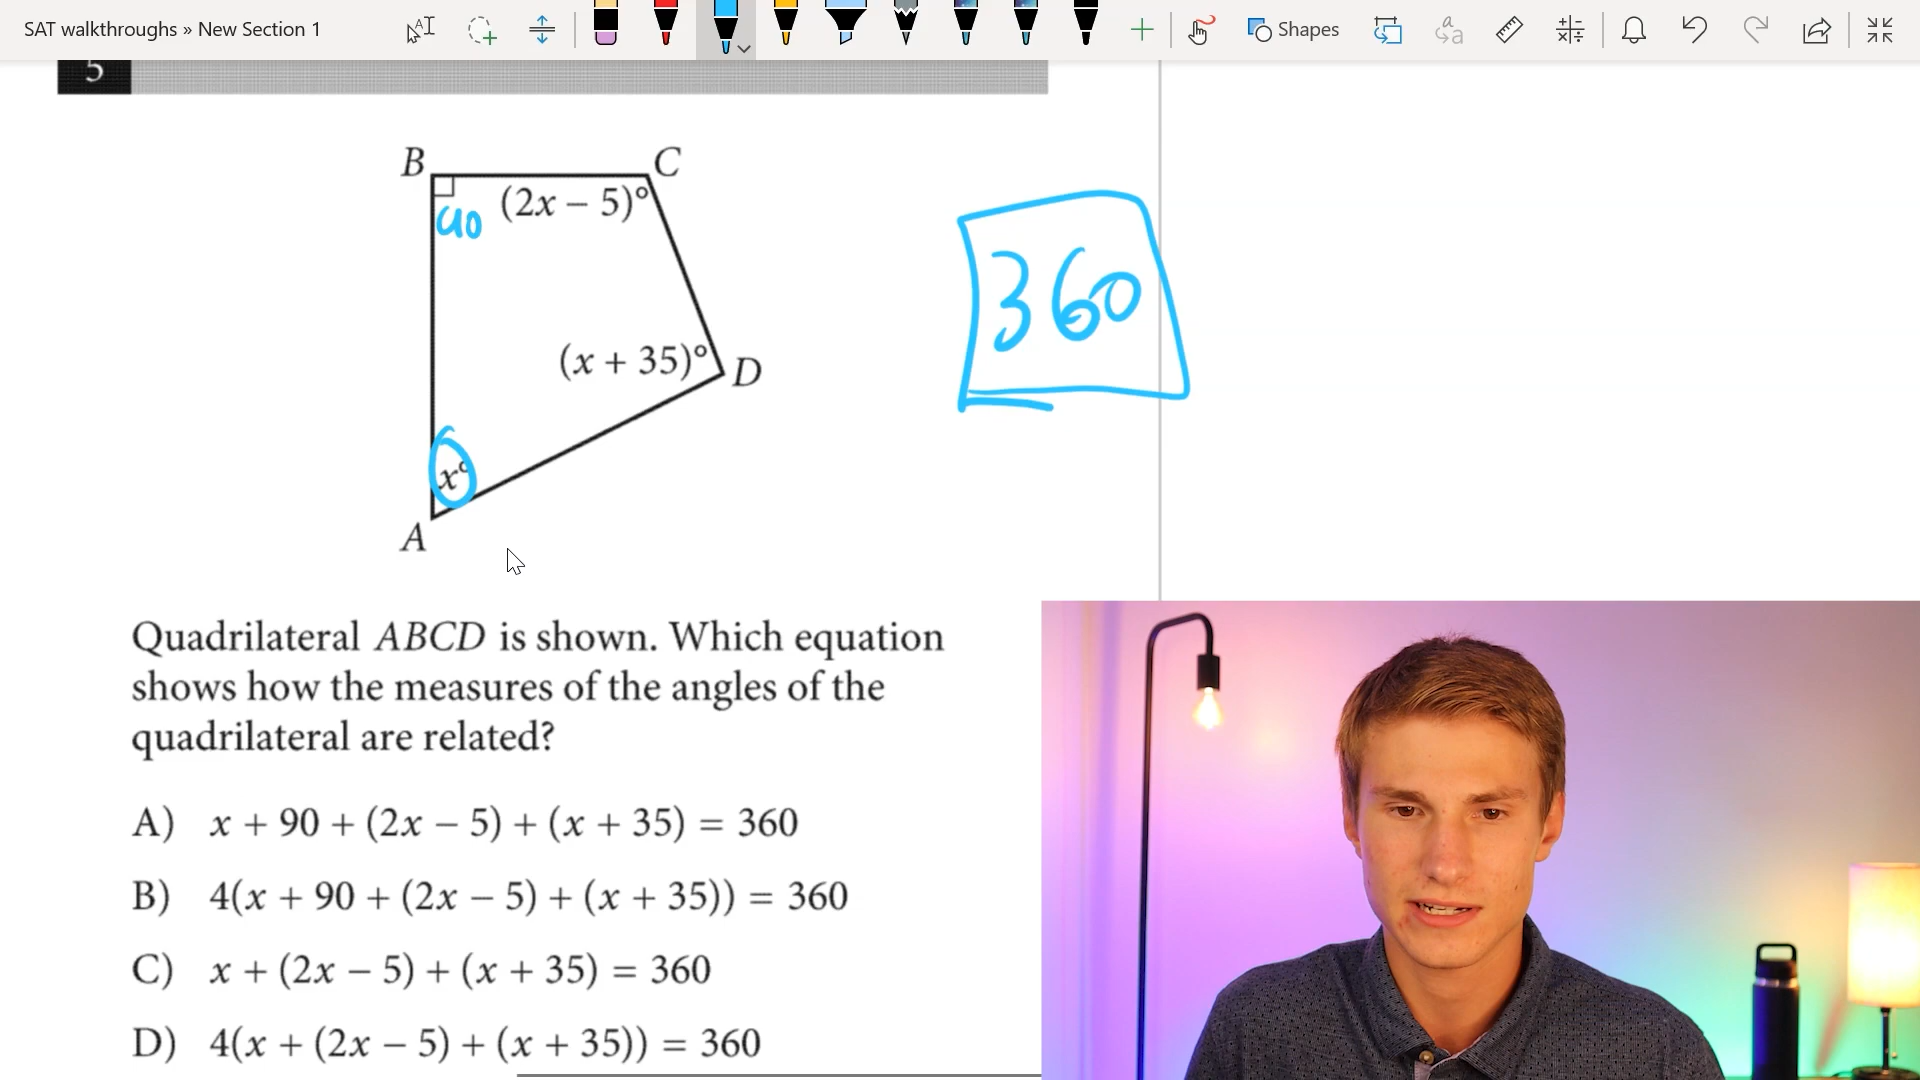 SAT walkthroughs » New Section 1
Shapes
5
B
C
(2x − 5)°
90
360
(x + 35)°
D
x°
A
Quadrilateral ABCD is shown. Which equation
shows how the measures of the angles of the
quadrilateral are related?
A) x + 90 + (2x − 5) + (x + 35) = 360
B) 4(x + 90 + (2x − 5) + (x + 35)) = 360
C) x + (2x − 5) + (x + 35) = 360
D) 4(x + (2x − 5) + (x + 35)) = 360